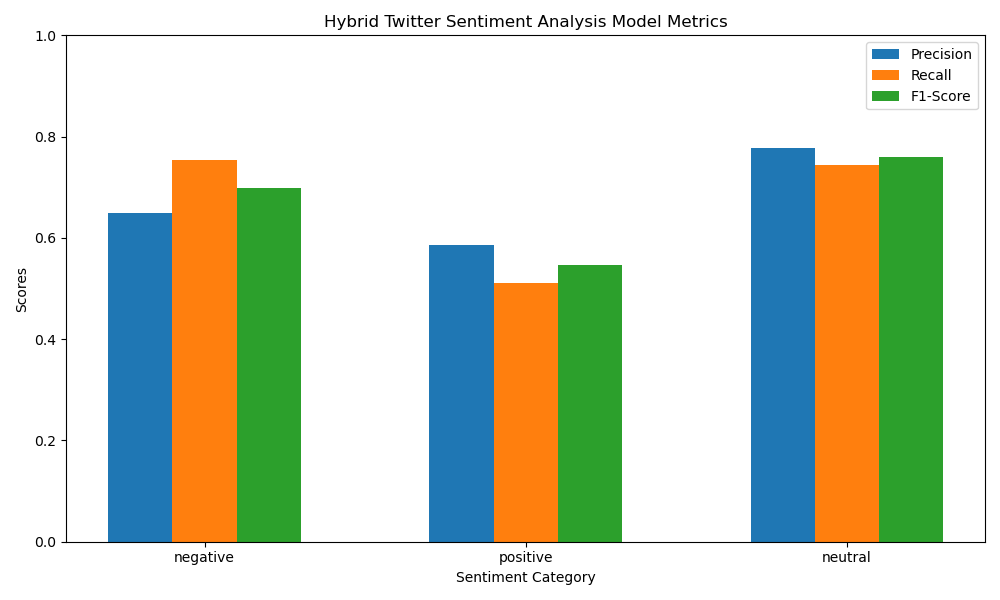 Hybrid Twitter Sentiment Analysis Model Metrics
Precision
Recall
F1-Score
Scores
1.0
0.8
0.6
0.4
0.2
0.0
negative
positive
neutral
Sentiment Category